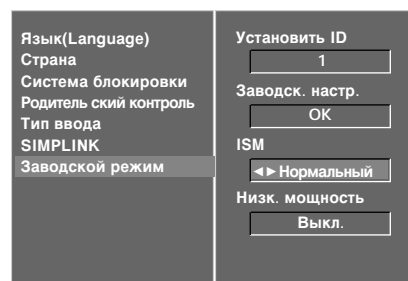 Язык(Language)
Страна
Система блокировки
Родитель ский контроль
Тип ввода
SIMPLINK
Заводской режим
Установить ID
1
Заводск. настр.
OK
ISM
◄► Нормальный
Низк. мощность
Выкл.